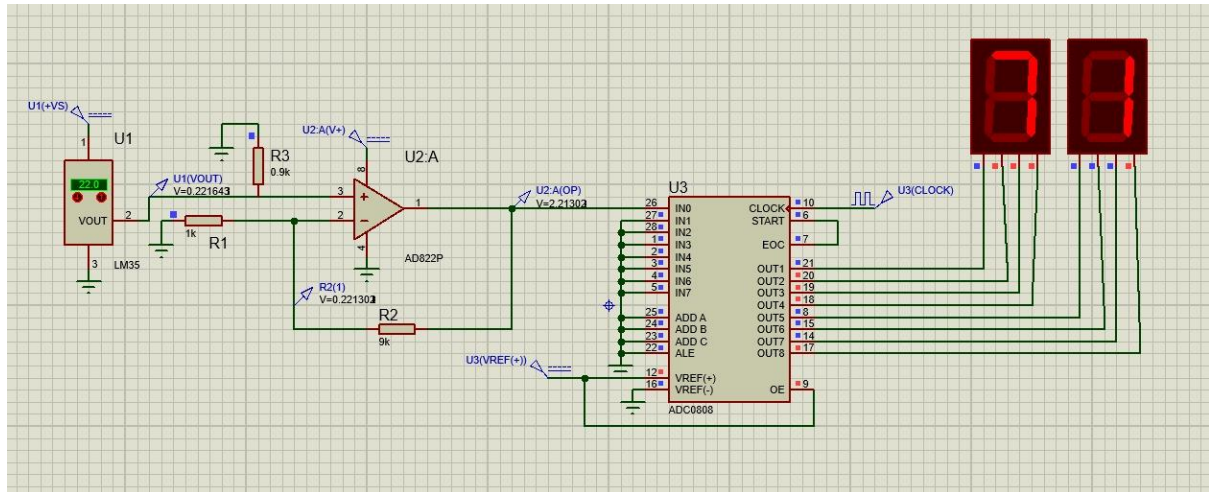 U1(+VS)
1
U1
22.0
VOUT
2
3
LM35
U1(VOUT)
V=0.221643
R3
0.9k
R1
1k
U2:A(V+)
8
U2:A
3
2
1
4
AD822P
U2:A(OP)
V=2.21302
R2(1)
V=0.221302
R2
9k
U3(VREF(+))
U3
26 IN0 CLOCK 10
27 IN1 START 6
28 IN2
1 IN3 EOC 7
2 IN4
3 IN5 OUT1 21
4 IN6 OUT2 20
5 IN7 OUT3 19
OUT4 18
25 ADD A OUT5 8
24 ADD B OUT6 15
23 ADD C OUT7 14
22 ALE OUT8 17
12 VREF(+)
16 VREF(-) OE 9
ADC0808
U3(CLOCK)
71